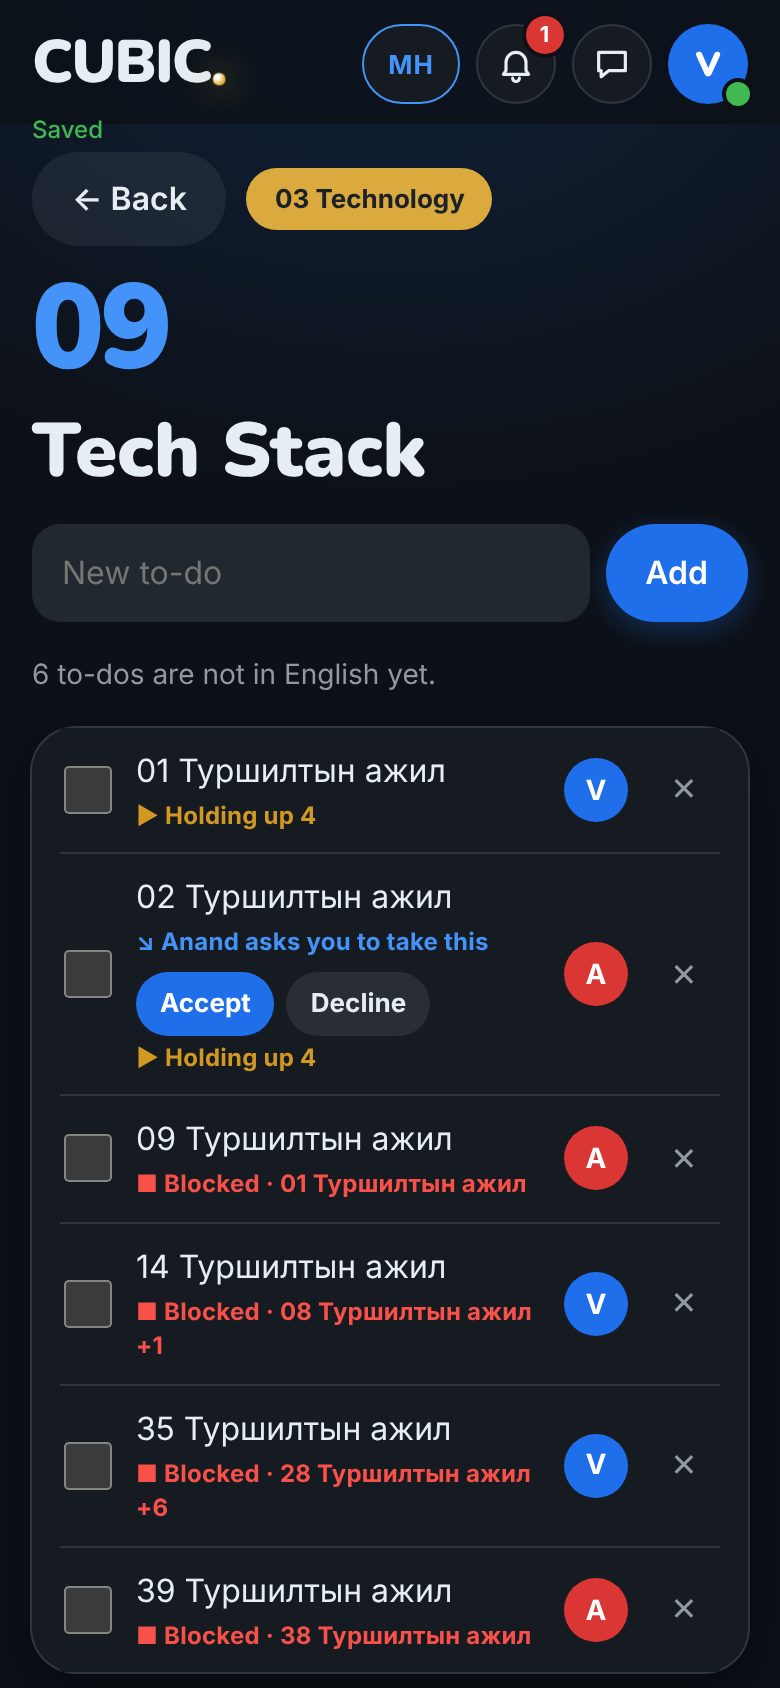 CUBIC.
MH
1
V
Saved
← Back
03 Technology
09
Tech Stack
New to-do
Add
6 to-dos are not in English yet.
01 Туршилтын ажил
▶ Holding up 4
V
✕
02 Туршилтын ажил
↘ Anand asks you to take this
Accept
Decline
▶ Holding up 4
A
✕
09 Туршилтын ажил
■ Blocked · 01 Туршилтын ажил
A
✕
14 Туршилтын ажил
■ Blocked · 08 Туршилтын ажил
+1
V
✕
35 Туршилтын ажил
■ Blocked · 28 Туршилтын ажил
+6
V
✕
39 Туршилтын ажил
■ Blocked · 38 Туршилтын ажил
A
✕